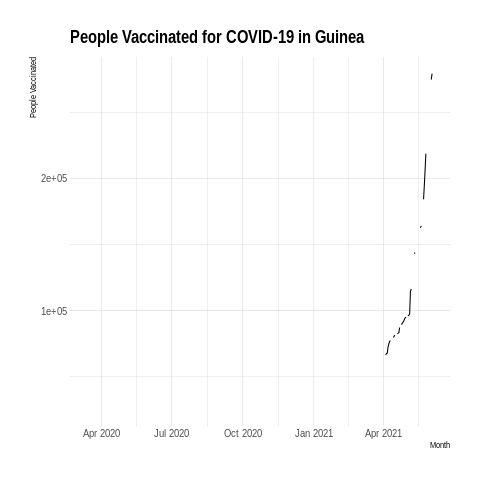 People Vaccinated for COVID-19 in Guinea
People Vaccinated
2e+05
1e+05
Apr 2020 Jul 2020 Oct 2020 Jan 2021 Apr 2021
Month